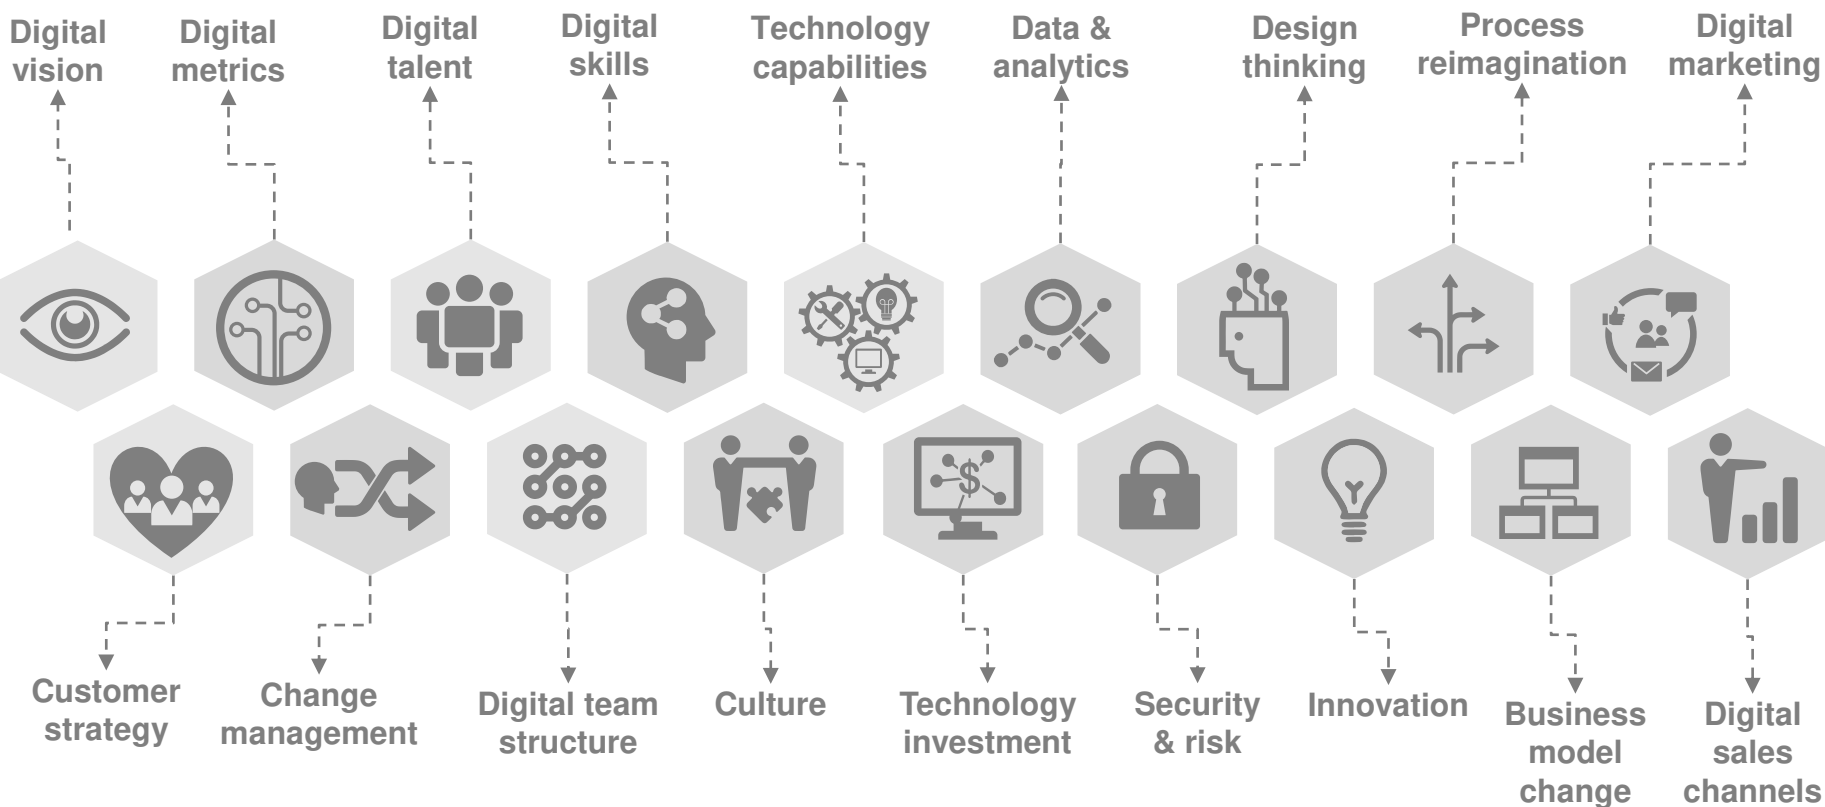 Digital
vision
Digital
metrics
Digital
talent
Digital
skills
Technology
capabilities
Data &
analytics
Design
thinking
Process
reimagination
Digital
marketing
$
Customer
strategy
Change
management
Digital team
structure
Culture
Technology
investment
Security
& risk
Innovation
Business
model
change
Digital
sales
channels